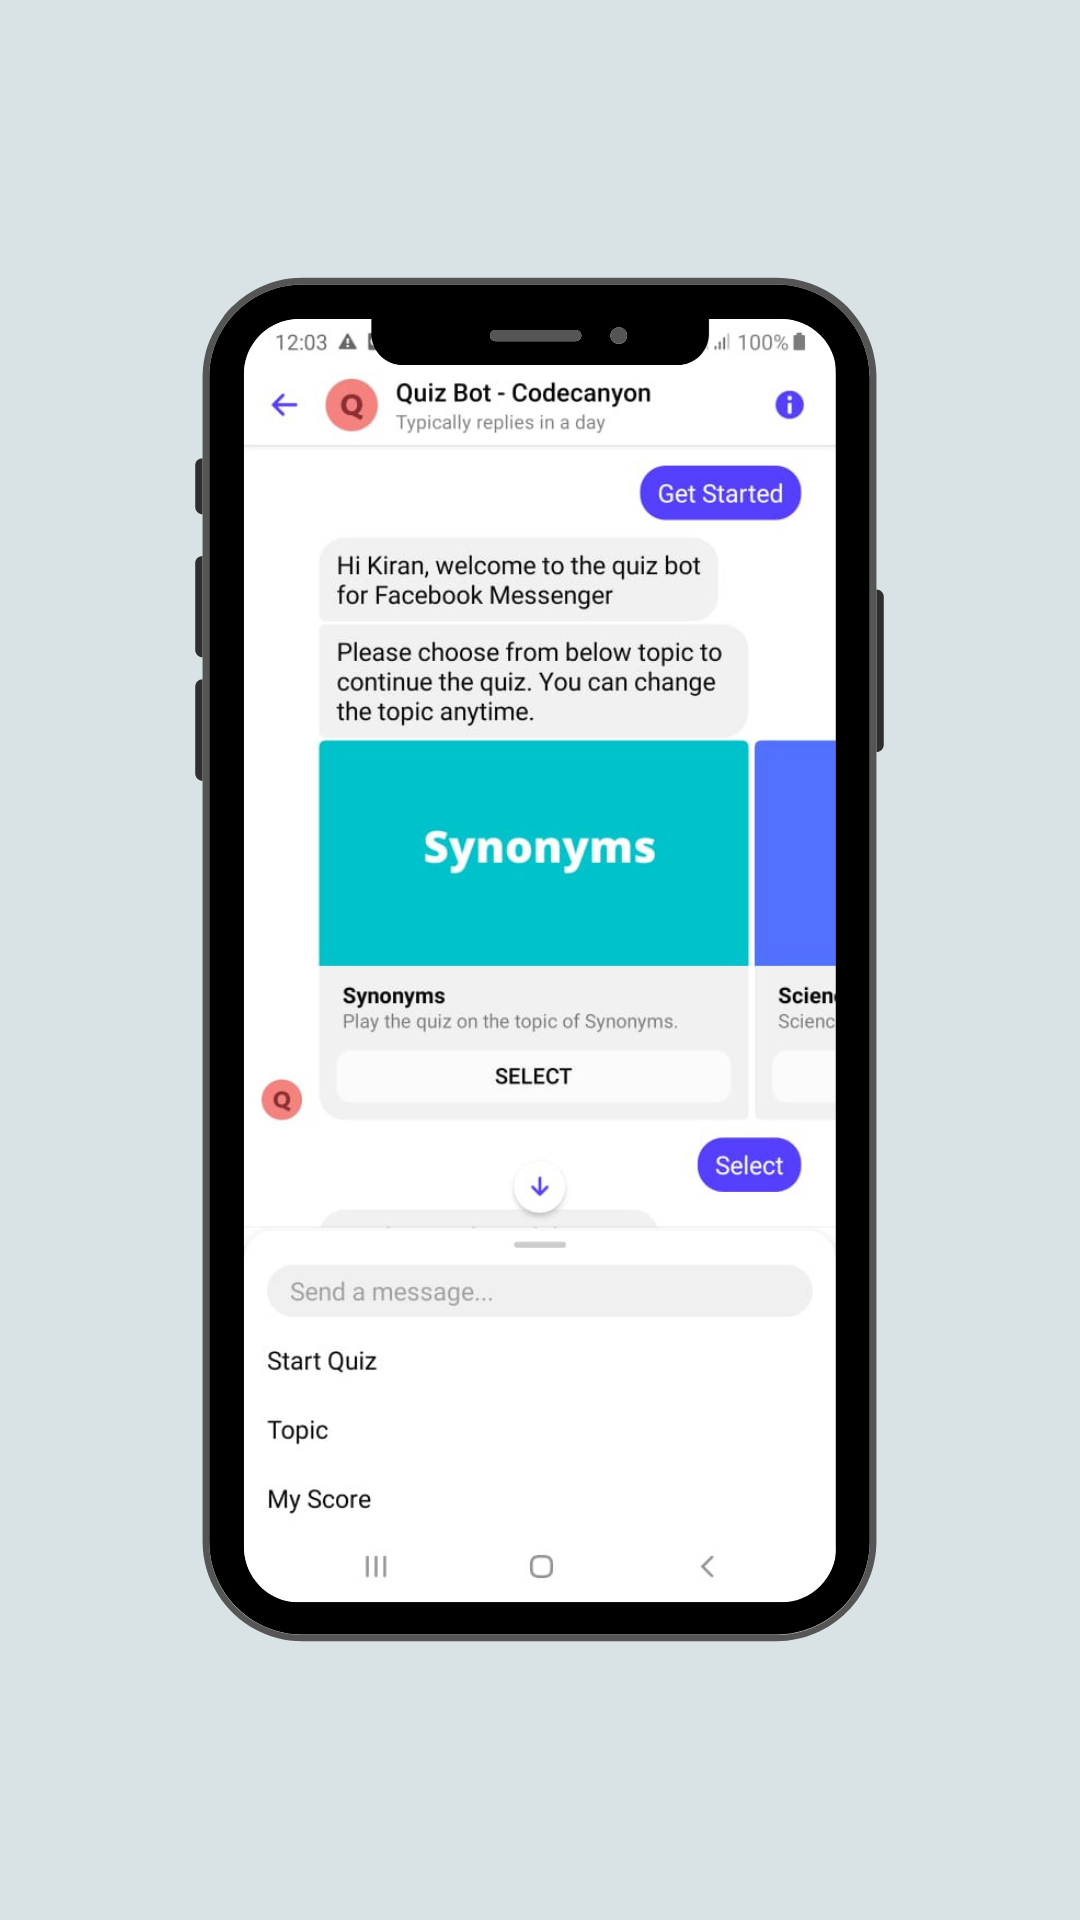 12:03
100%
Q
Quiz Bot - Codecanyon
Typically replies in a day
Get Started
Hi Kiran, welcome to the quiz bot
for Facebook Messenger
Please choose from below topic to
continue the quiz. You can change
the topic anytime.
Synonyms
Synonyms
Play the quiz on the topic of Synonyms.
SELECT
Scien
Scienc
Q
Select
Send a message...
Start Quiz
Topic
My Score